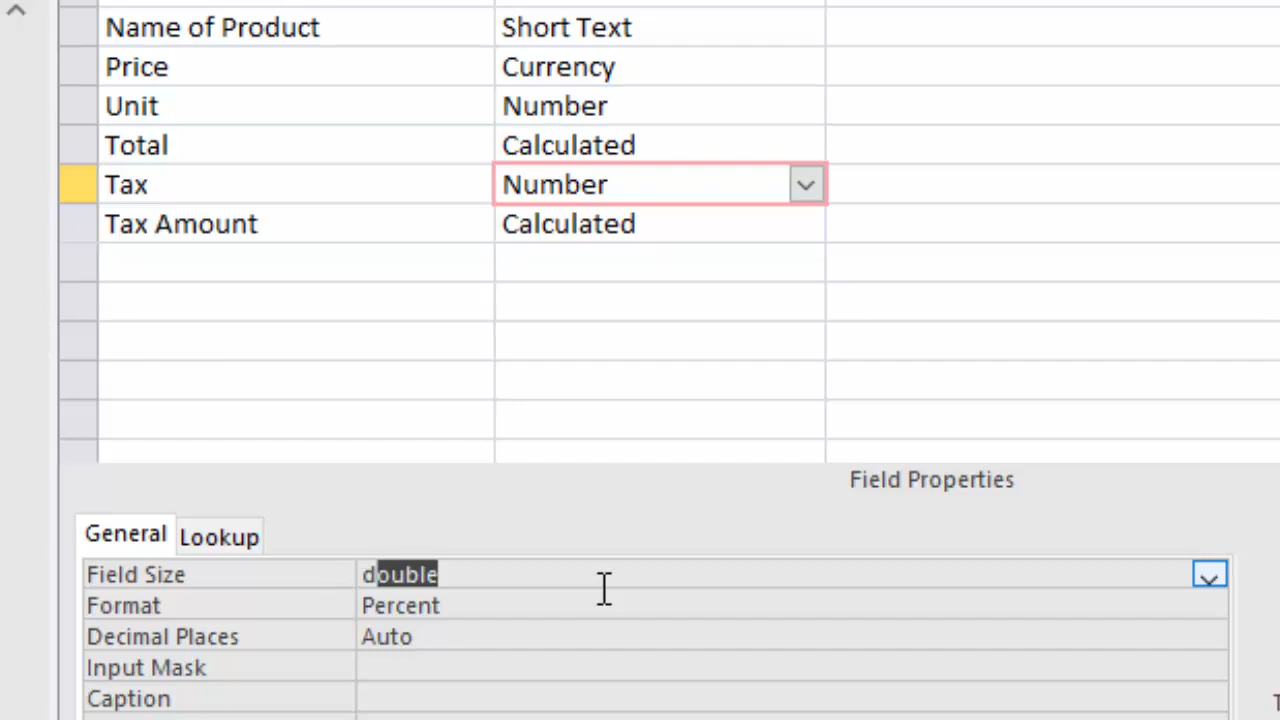 Name of Product Short Text
Price Currency
Unit Number
Total Calculated
Tax Number
Tax Amount Calculated
Field Properties
General Lookup
Field Size double
Format Percent
Decimal Places Auto
Input Mask
Caption